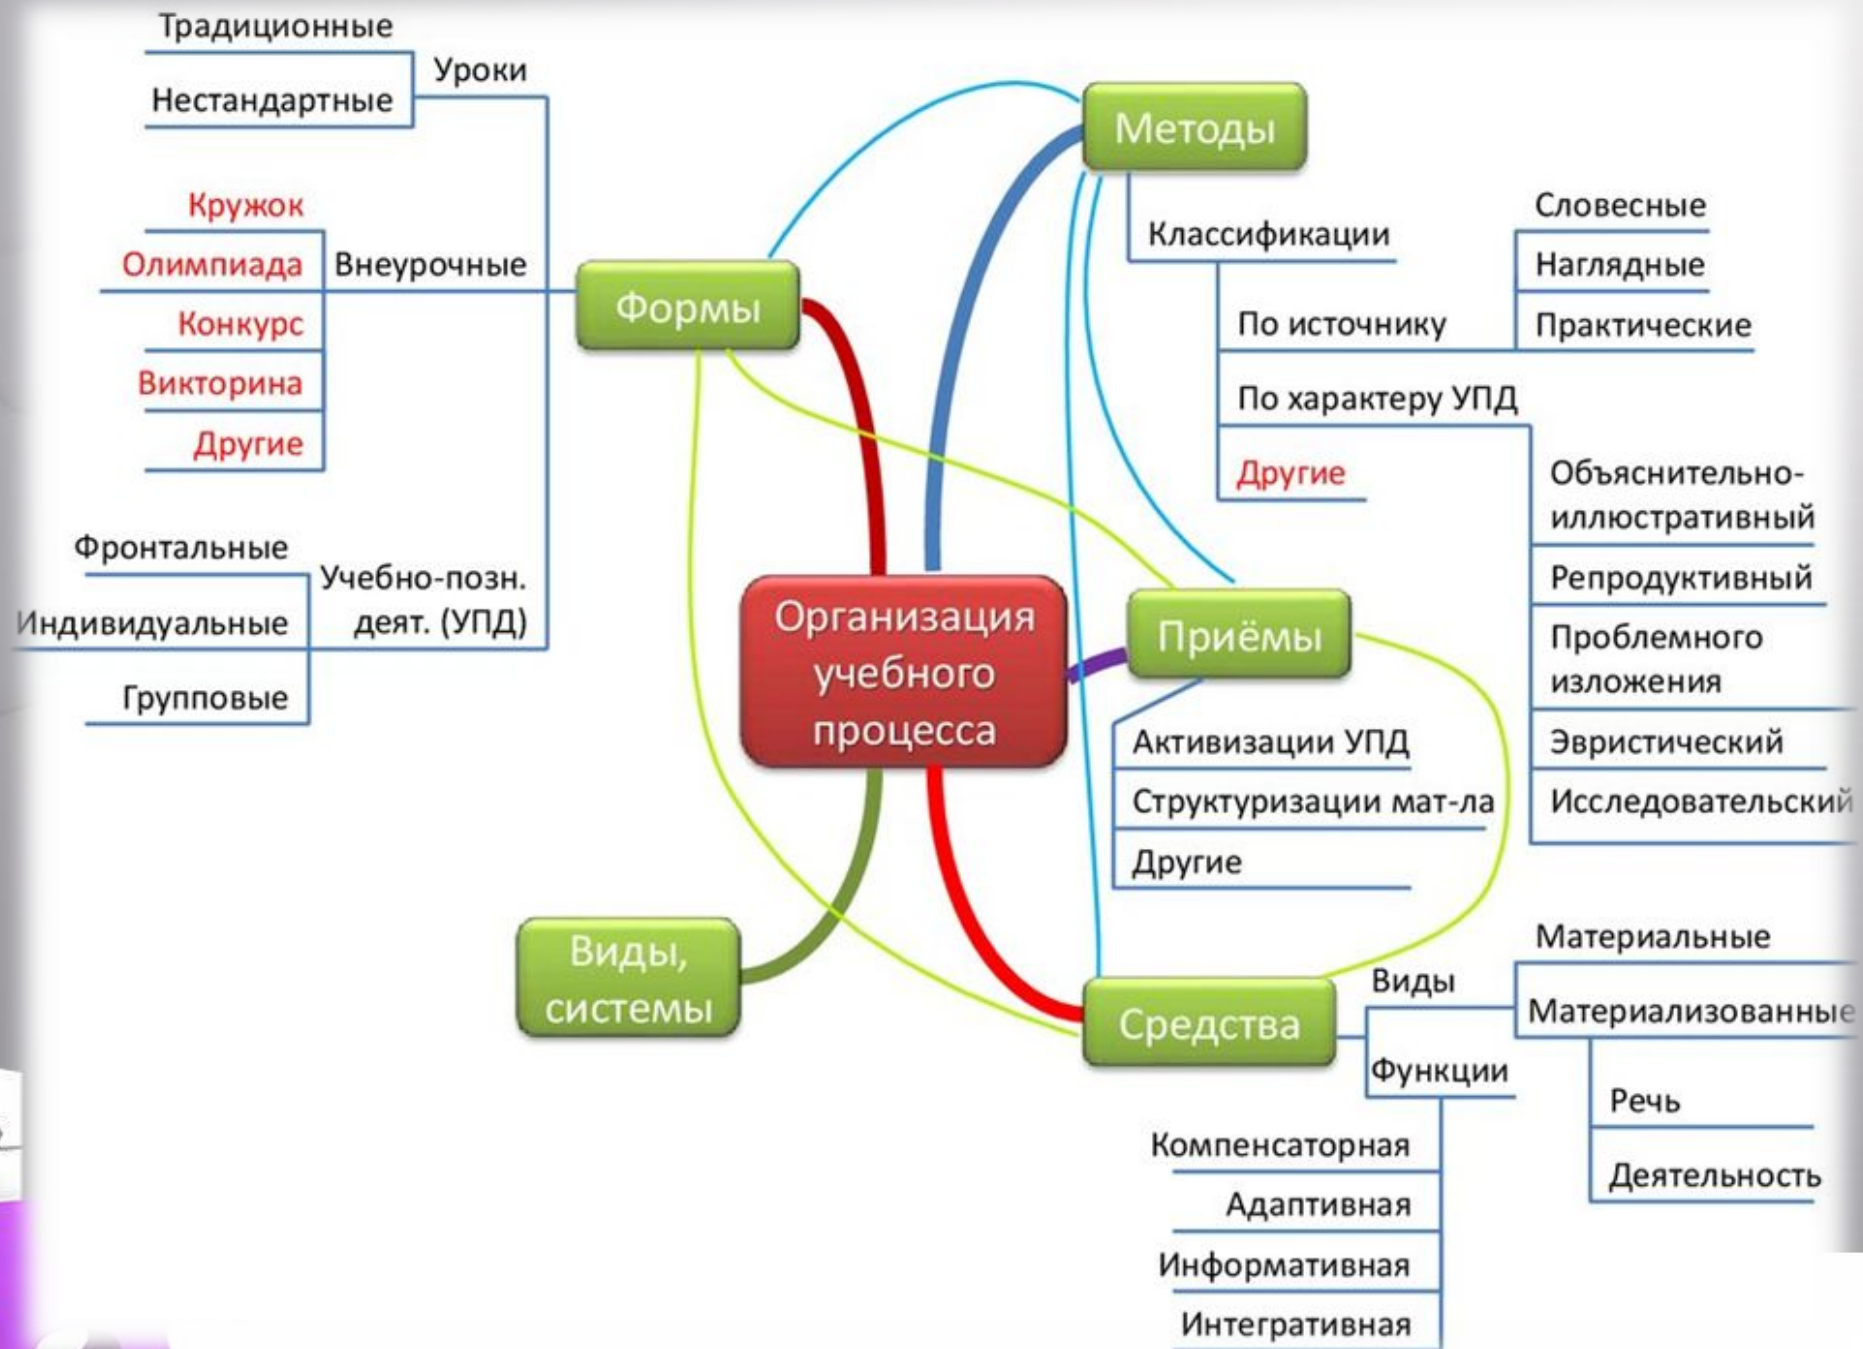 Традиционные
Уроки
Нестандартные
Кружок
Олимпиада
Внеурочные
Конкурс
Викторина
Другие
Фронтальные
Учебно-позн.
деят. (УПД)
Индивидуальные
Групповые
Формы
Методы
Классификации
Словесные
Наглядные
По источнику
Практические
По характеру УПД
Другие
Объяснительно-
иллюстративный
Репродуктивный
Проблемного
изложения
Эвристический
Исследовательский
Организация
учебного
процесса
Приёмы
Активизации УПД
Структуризации мат-ла
Другие
Виды,
системы
Средства
Виды
Материальные
Материализованные
Речь
Деятельность
Функции
Компенсаторная
Адаптивная
Информативная
Интегративная